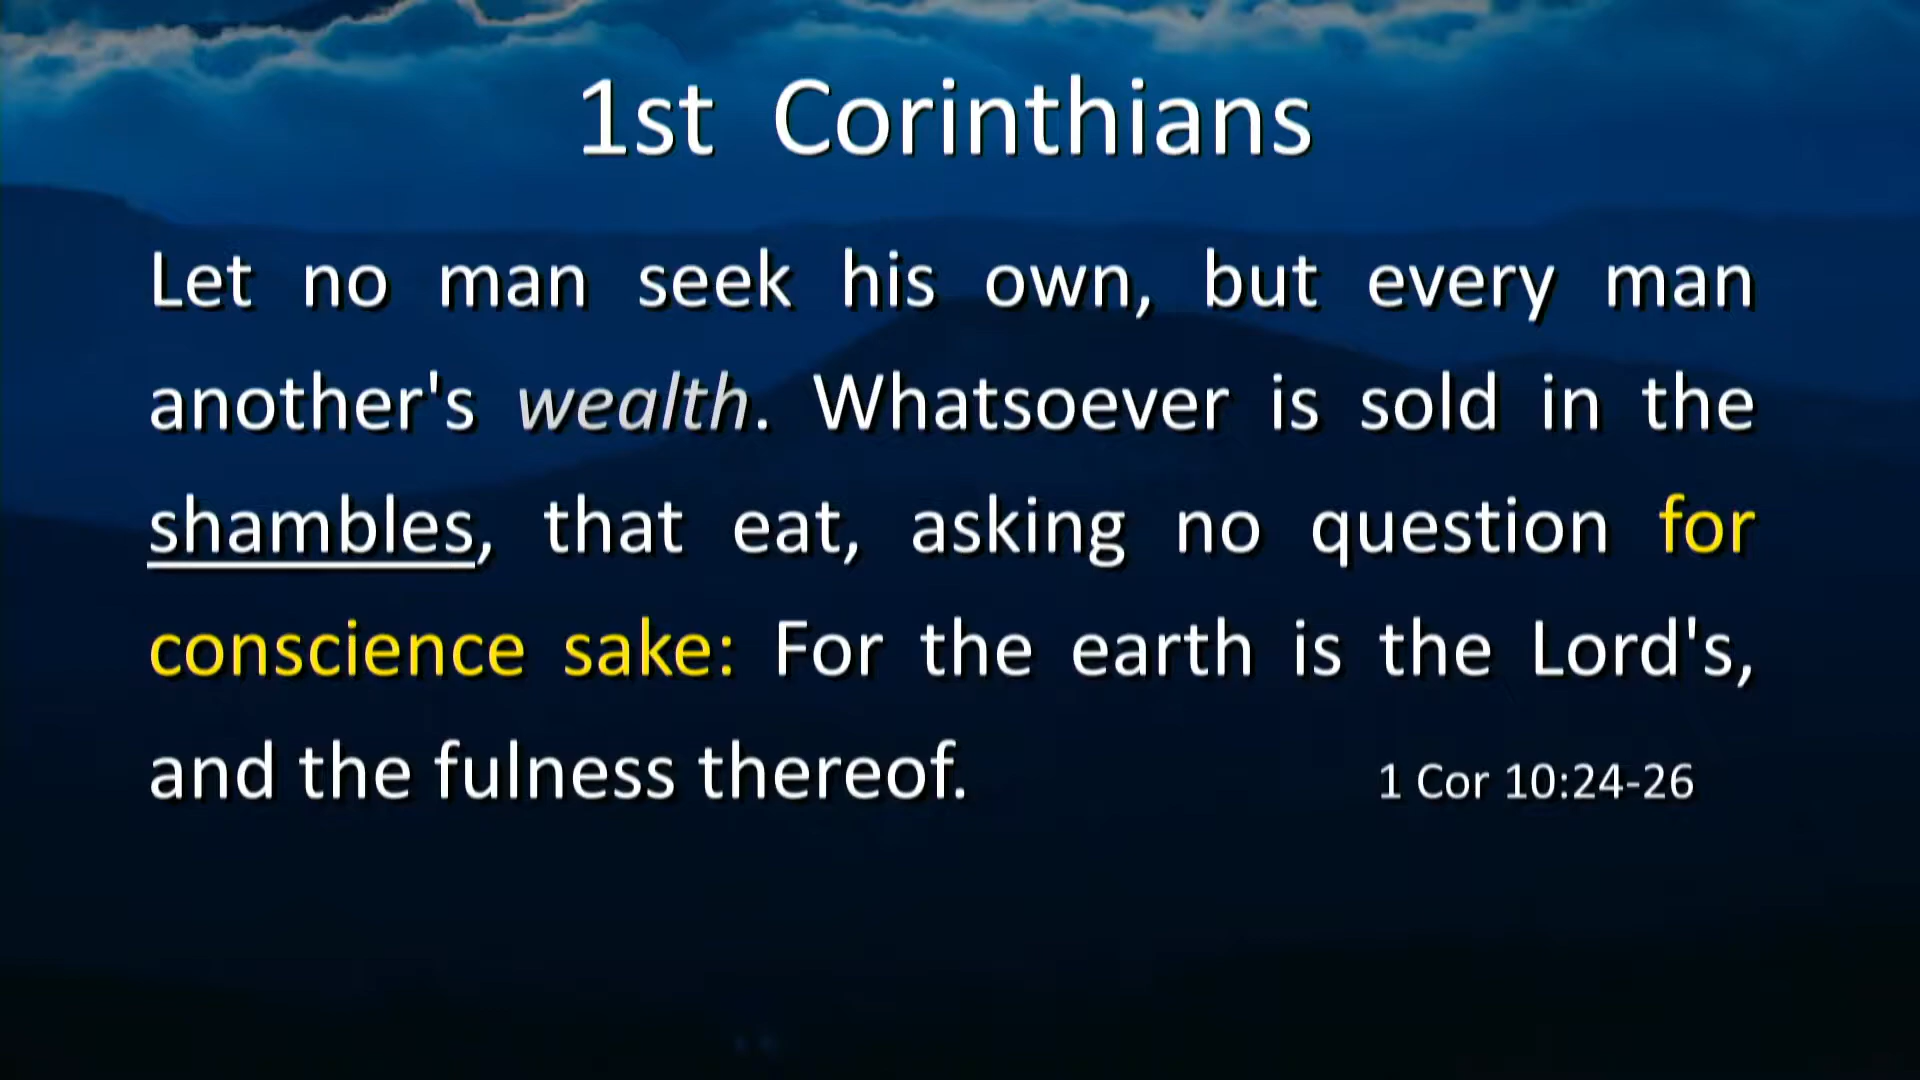 1st Corinthians
Let no man seek his own, but every man
another's wealth. Whatsoever is sold in the
shambles, that eat, asking no question for
conscience sake: For the earth is the Lord's,
and the fulness thereof.
1 Cor 10:24-26